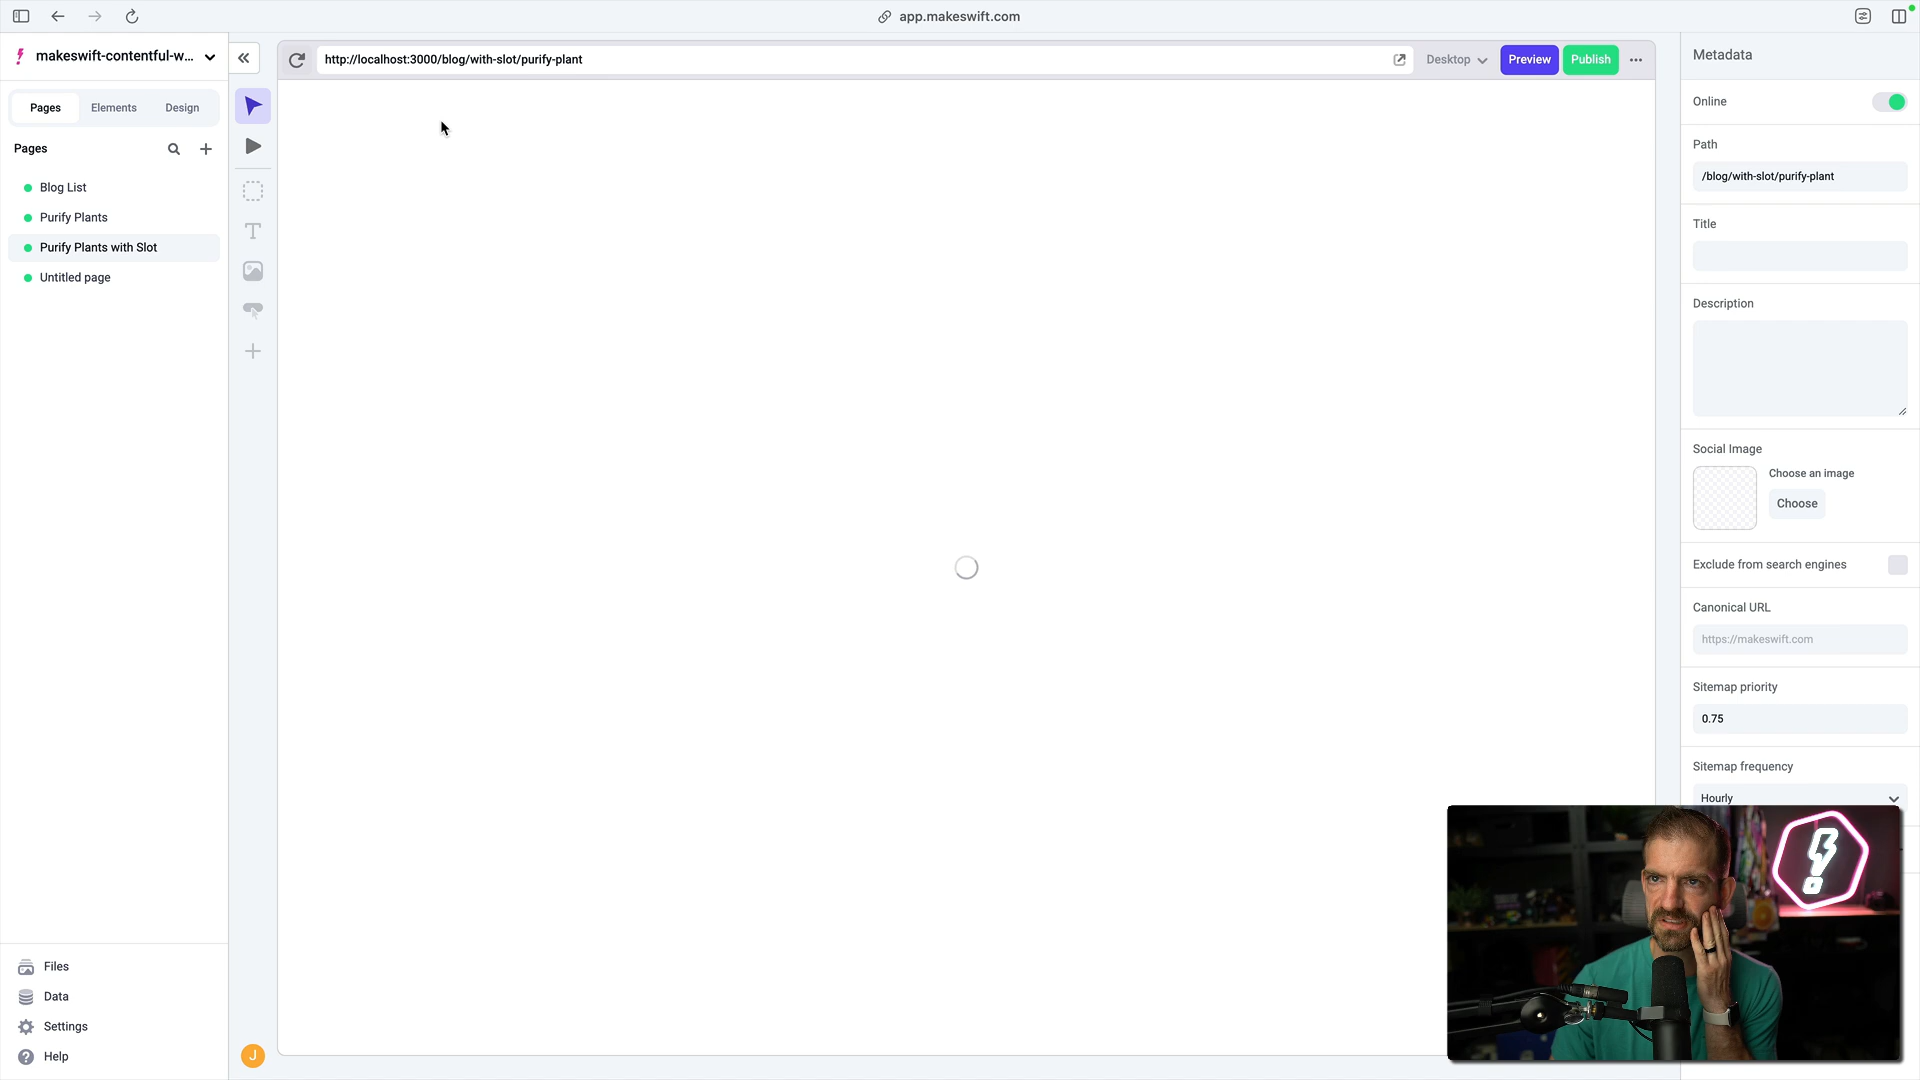 app.makeswift.com
makeswift-contentful-w...
http://localhost:3000/blog/with-slot/purify-plant
Desktop
Preview
Publish
Pages
Elements
Design
Pages
Blog List
Purify Plants
Purify Plants with Slot
Untitled page
Files
Data
Settings
Help
J
Metadata
Online
Path
/blog/with-slot/purify-plant
Title
Description
Social Image
Choose an image
Choose
Exclude from search engines
Canonical URL
https://makeswift.com
Sitemap priority
0.75
Sitemap frequency
Hourly